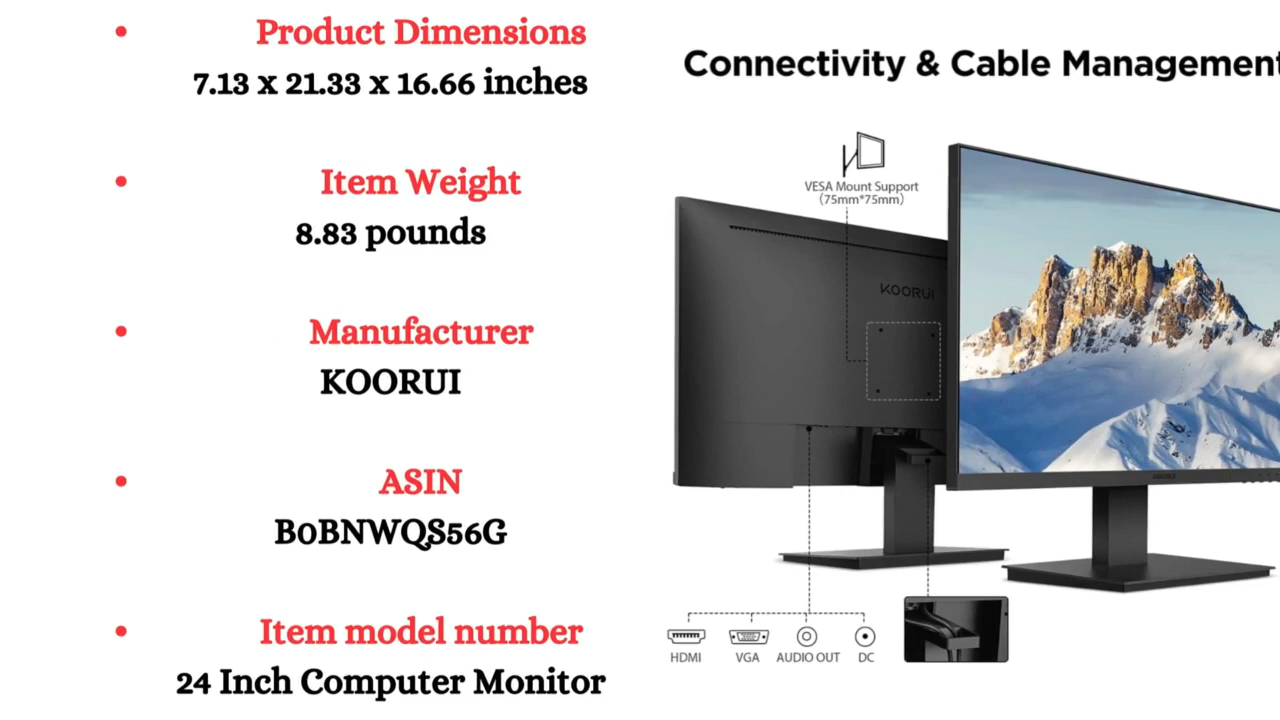 Product Dimensions
7.13 x 21.33 x 16.66 inches
Item Weight
8.83 pounds
Manufacturer
KOORUI
ASIN
B0BNWQS56G
Item model number
24 Inch Computer Monitor
Connectivity & Cable Management
VESA Mount Support
(75mm*75mm)
KOORUI
HDMI
VGA
AUDIO OUT
DC